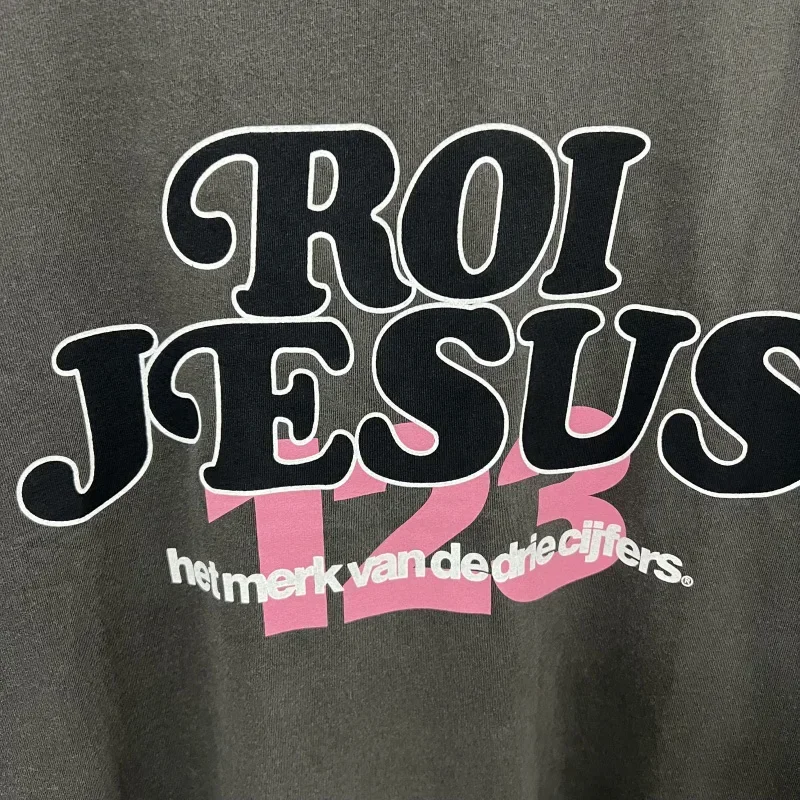 ROI
JESUS
123
het merk van de drie cijfers®